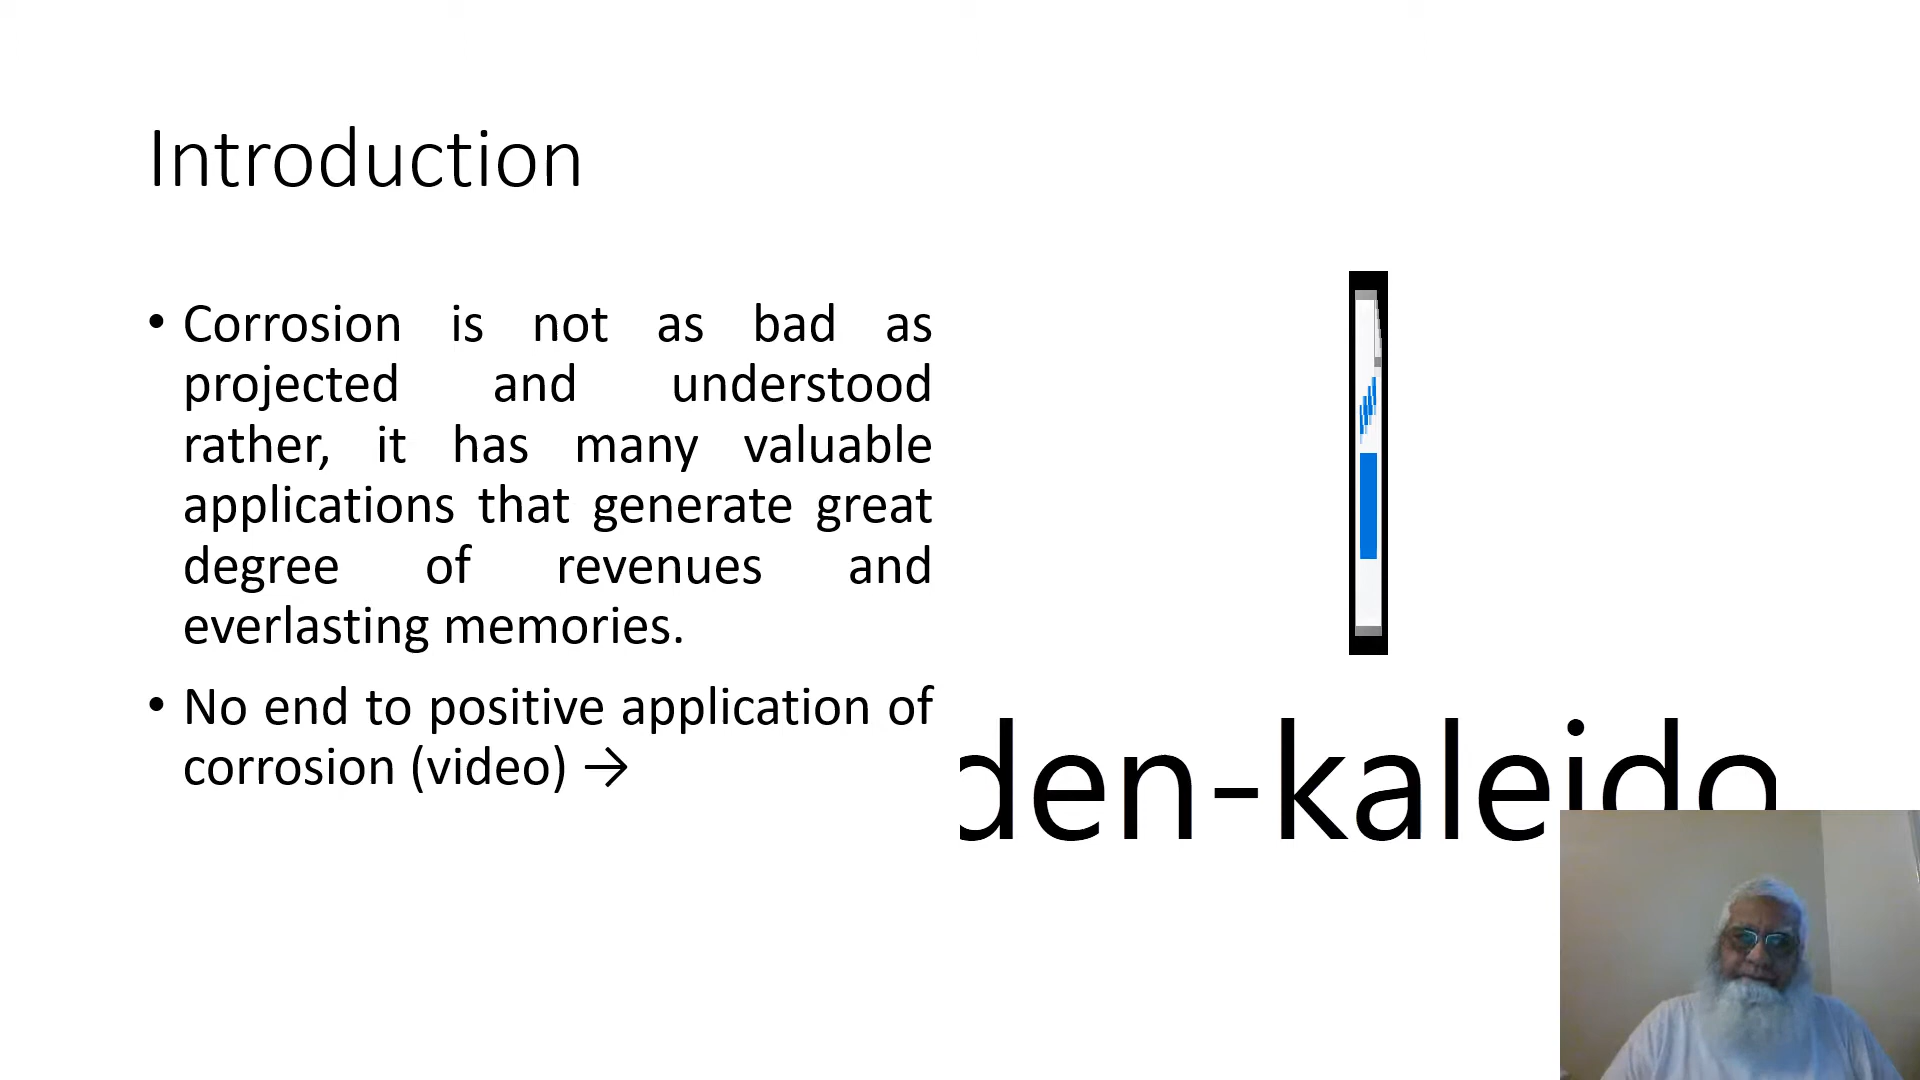 Introduction
• Corrosion is not as bad as
projected and understood
rather, it has many valuable
applications that generate great
degree of revenues and
everlasting memories.
• No end to positive application of
corrosion (video) →
den-kaleido